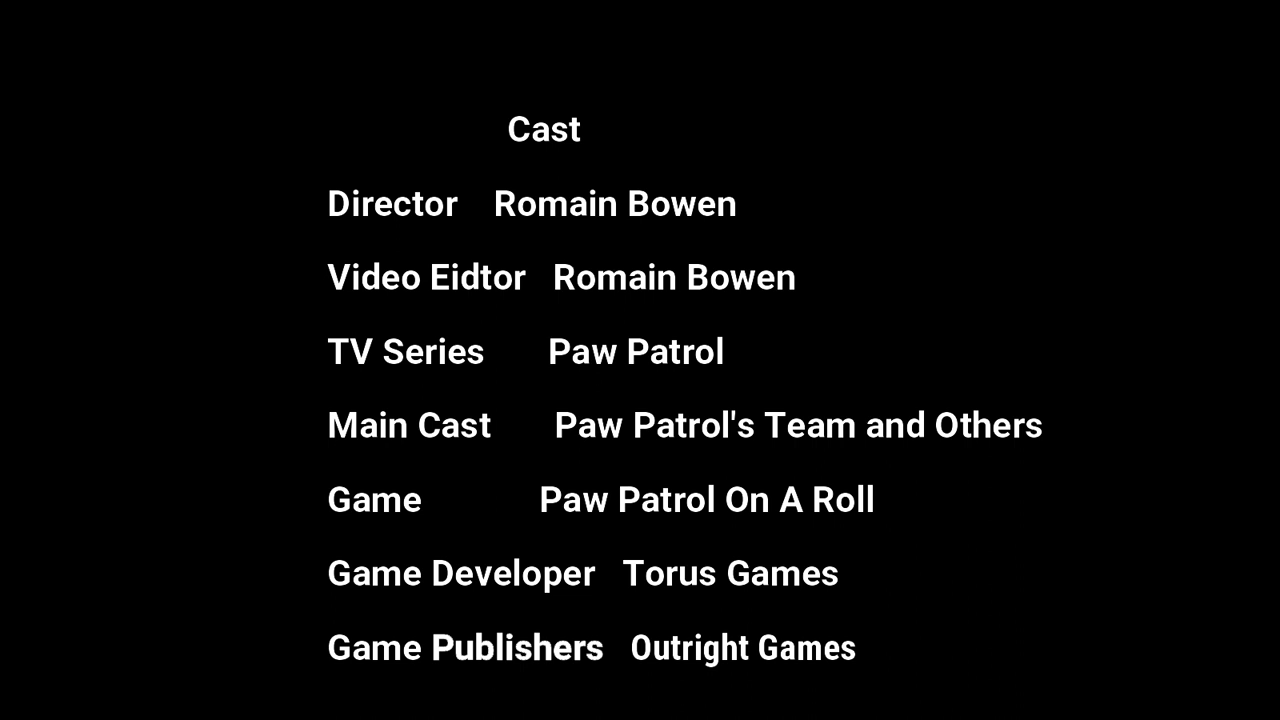 Cast
Director Romain Bowen
Video Eidtor Romain Bowen
TV Series Paw Patrol
Main Cast Paw Patrol's Team and Others
Game Paw Patrol On A Roll
Game Developer Torus Games
Game Publishers Outright Games